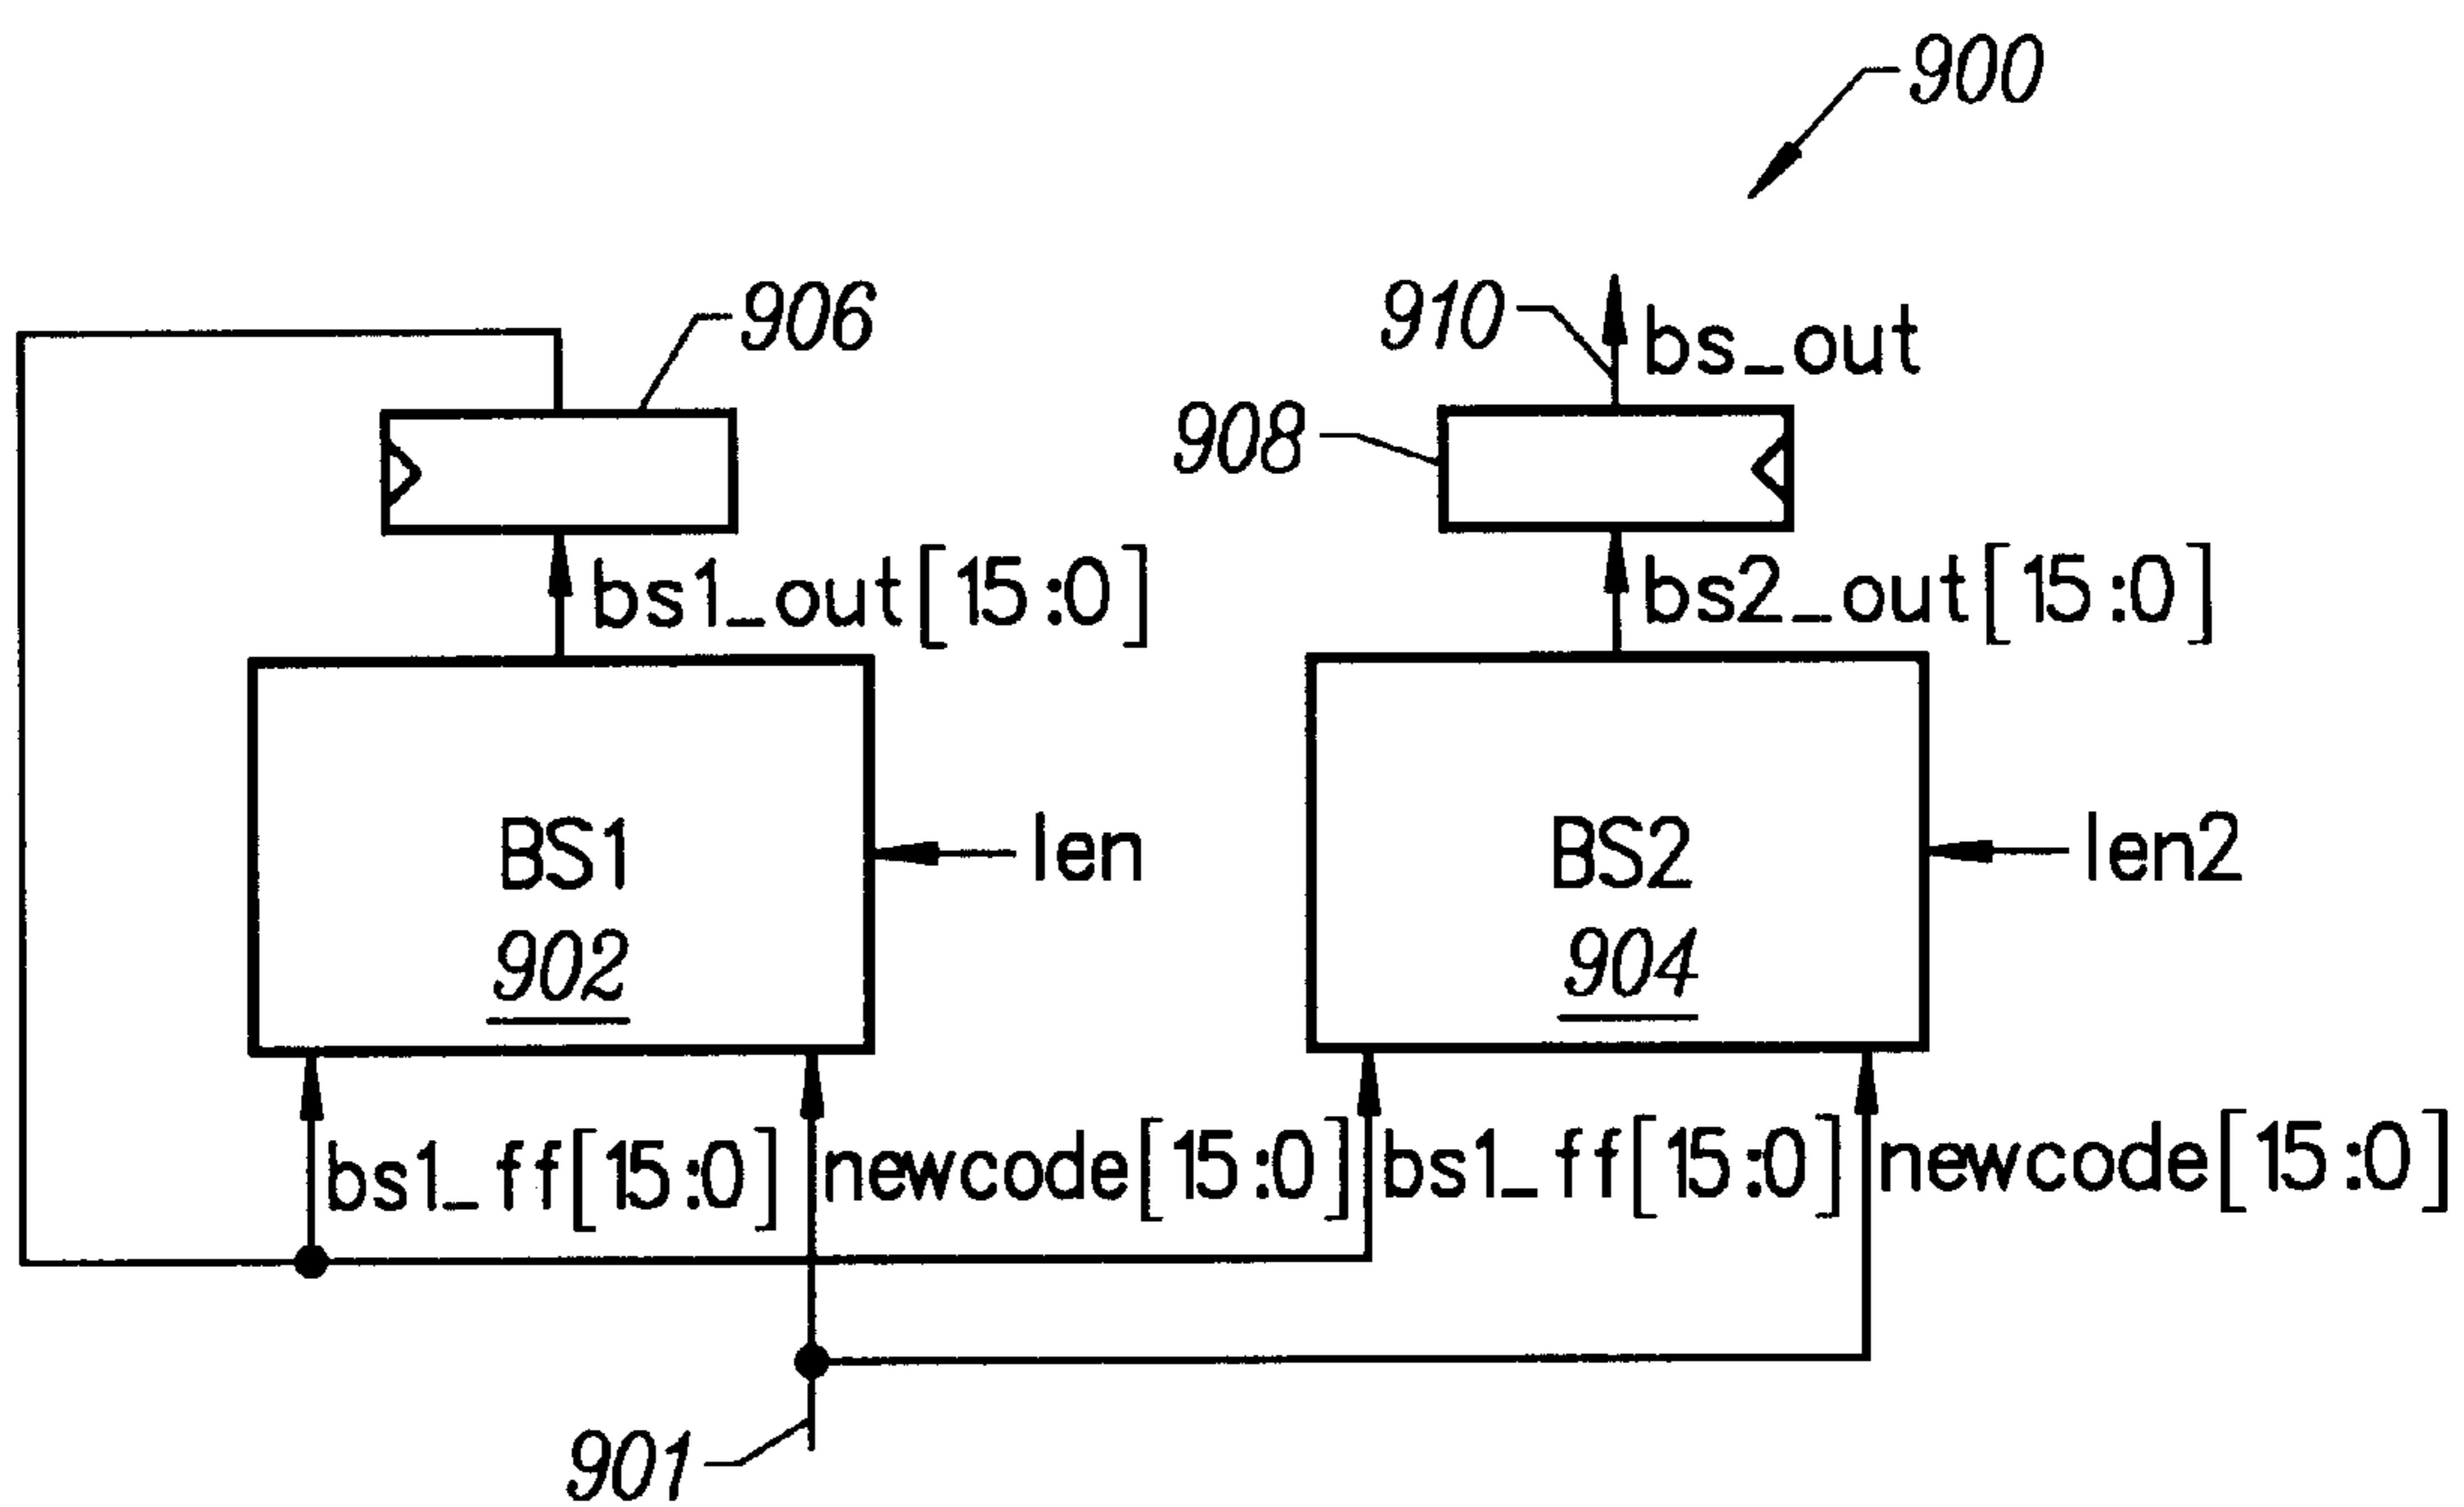 900
906
910
bs_out
908
bs1_out[15:0]
bs2_out[15:0]
BS1
902
len
BS2
904
len2
bs1_ff[15:0]
newcode[15:0]
bs1_ff[15:0]
newcode[15:0]
901